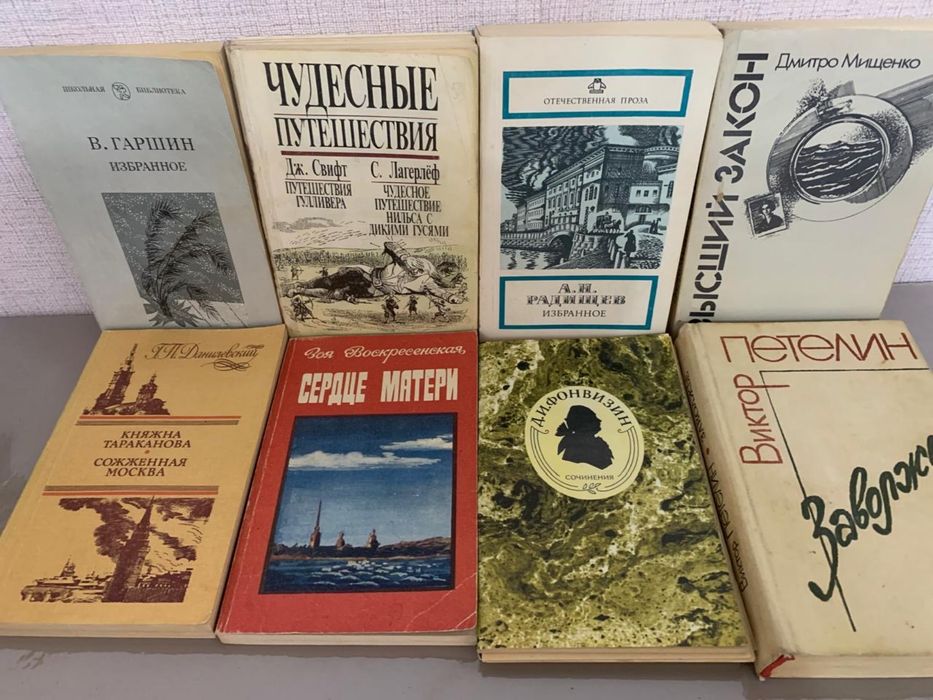 ШКОЛЬНАЯ БИБЛИОТЕКА
В. ГАРШИН
ИЗБРАННОЕ
ЧУДЕСНЫЕ
ПУТЕШЕСТВИЯ
Дж. Свифт
ПУТЕШЕСТВИЯ
ГУЛЛИВЕРА
С. Лагерлёф
ЧУДЕСНОЕ
ПУТЕШЕСТВИЕ
НИЛЬСА С
ДИКИМИ ГУСЯМИ
ОТЕЧЕСТВЕННАЯ ПРОЗА
А.Н.
РАДИЩЕВ
ИЗБРАННОЕ
Дмитро Мищенко
ВЫСШИЙ ЗАКОН
Г.П. Данилевский
КНЯЖНА
ТАРАКАНОВА
СОЖЖЕННАЯ
МОСКВА
Зоя Воскресенская
СЕРДЦЕ МАТЕРИ
Д.И.ФОНВИЗИН
СОЧИНЕНИЯ
ВИКТОР
ПЕТЕЛИН
Заволж